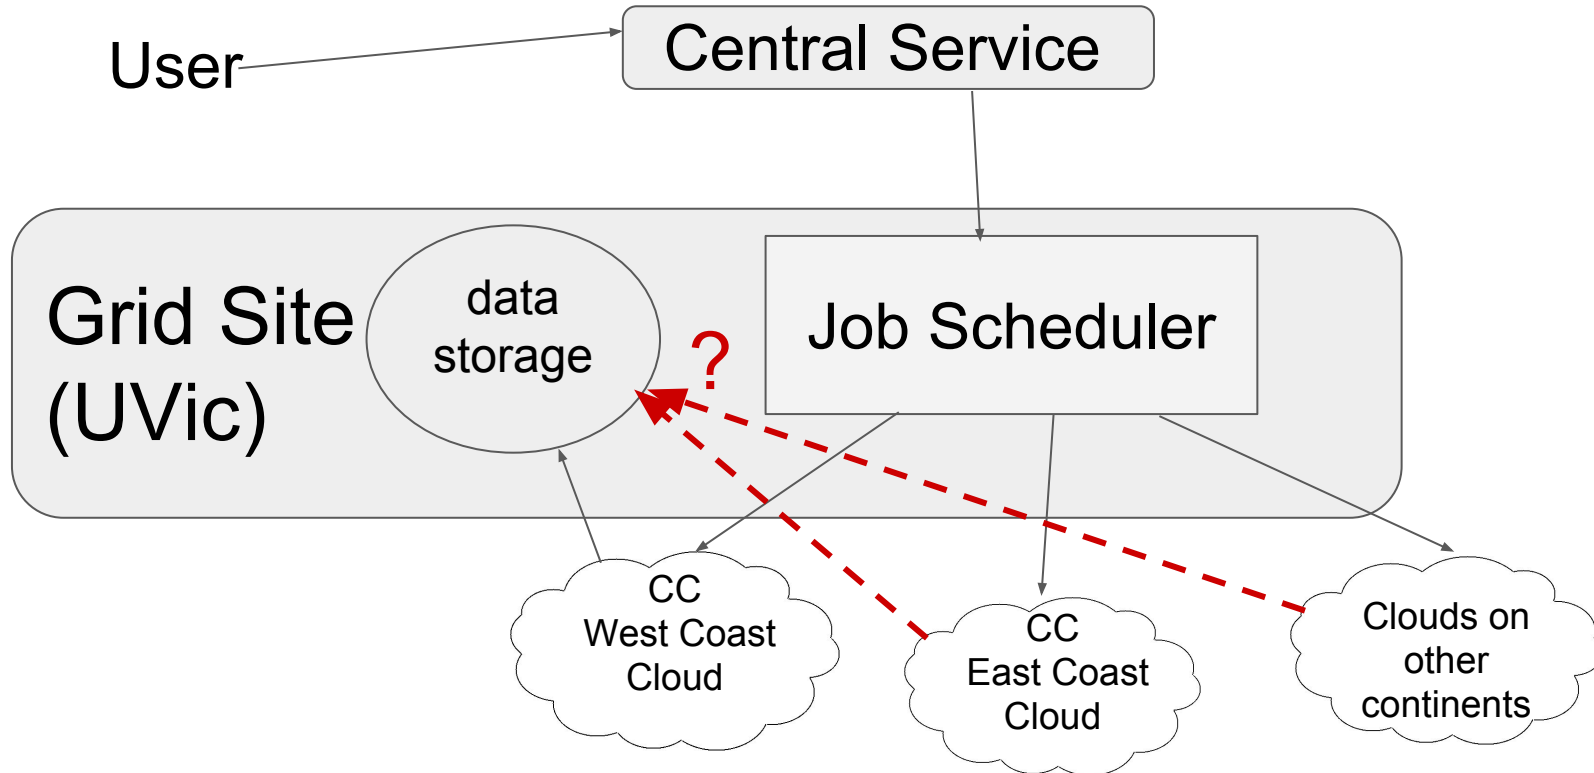 User
Central Service
Grid Site
(UVic)
data
storage
?
Job Scheduler
CC
West Coast
Cloud
CC
East Coast
Cloud
Clouds on
other
continents